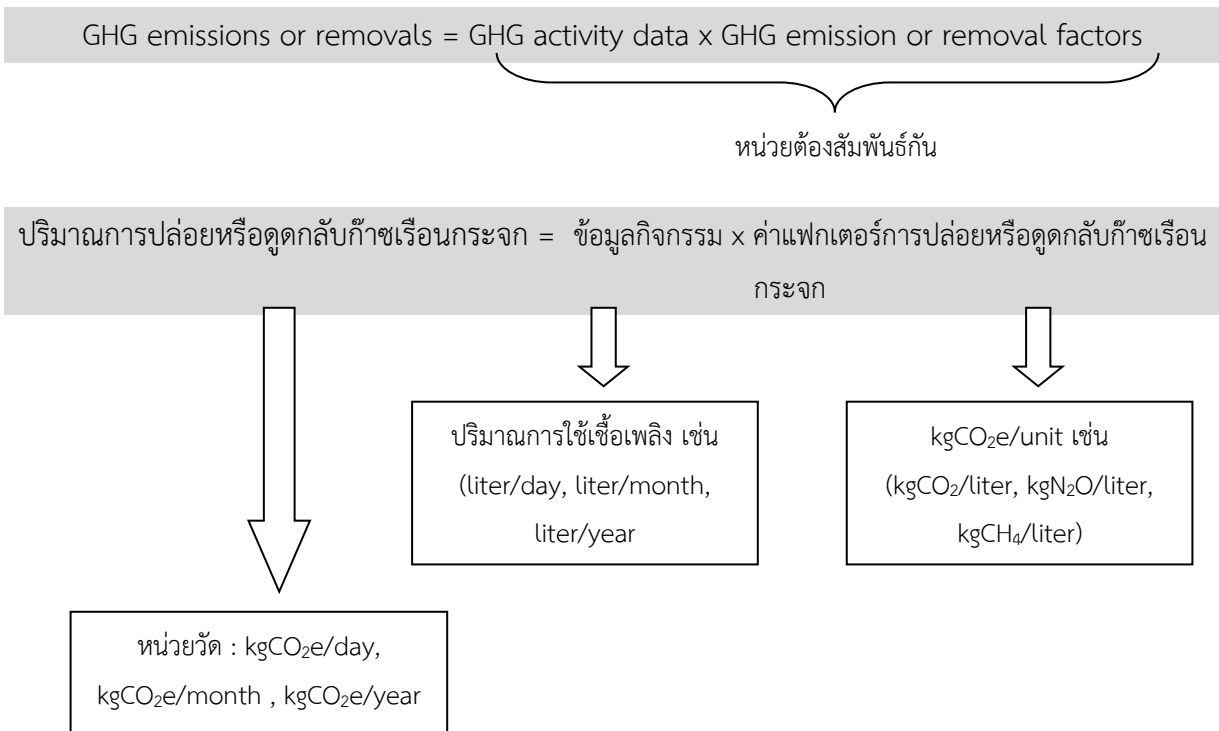 GHG emissions or removals = GHG activity data x GHG emission or removal factors
หน่วยต้องสัมพันธ์กัน
ปริมาณการปล่อยหรือดูดกลับก๊าซเรือนกระจก = ข้อมูลกิจกรรม x ค่าแฟกเตอร์การปล่อยหรือดูดกลับก๊าซเรือน
กระจก
ปริมาณการใช้เชื้อเพลิง เช่น
(liter/day, liter/month,
liter/year
kgCO₂e/unit เช่น
(kgCO₂/liter, kgN₂O/liter,
kgCH₄/liter)
หน่วยวัด : kgCO₂e/day,
kgCO₂e/month , kgCO₂e/year